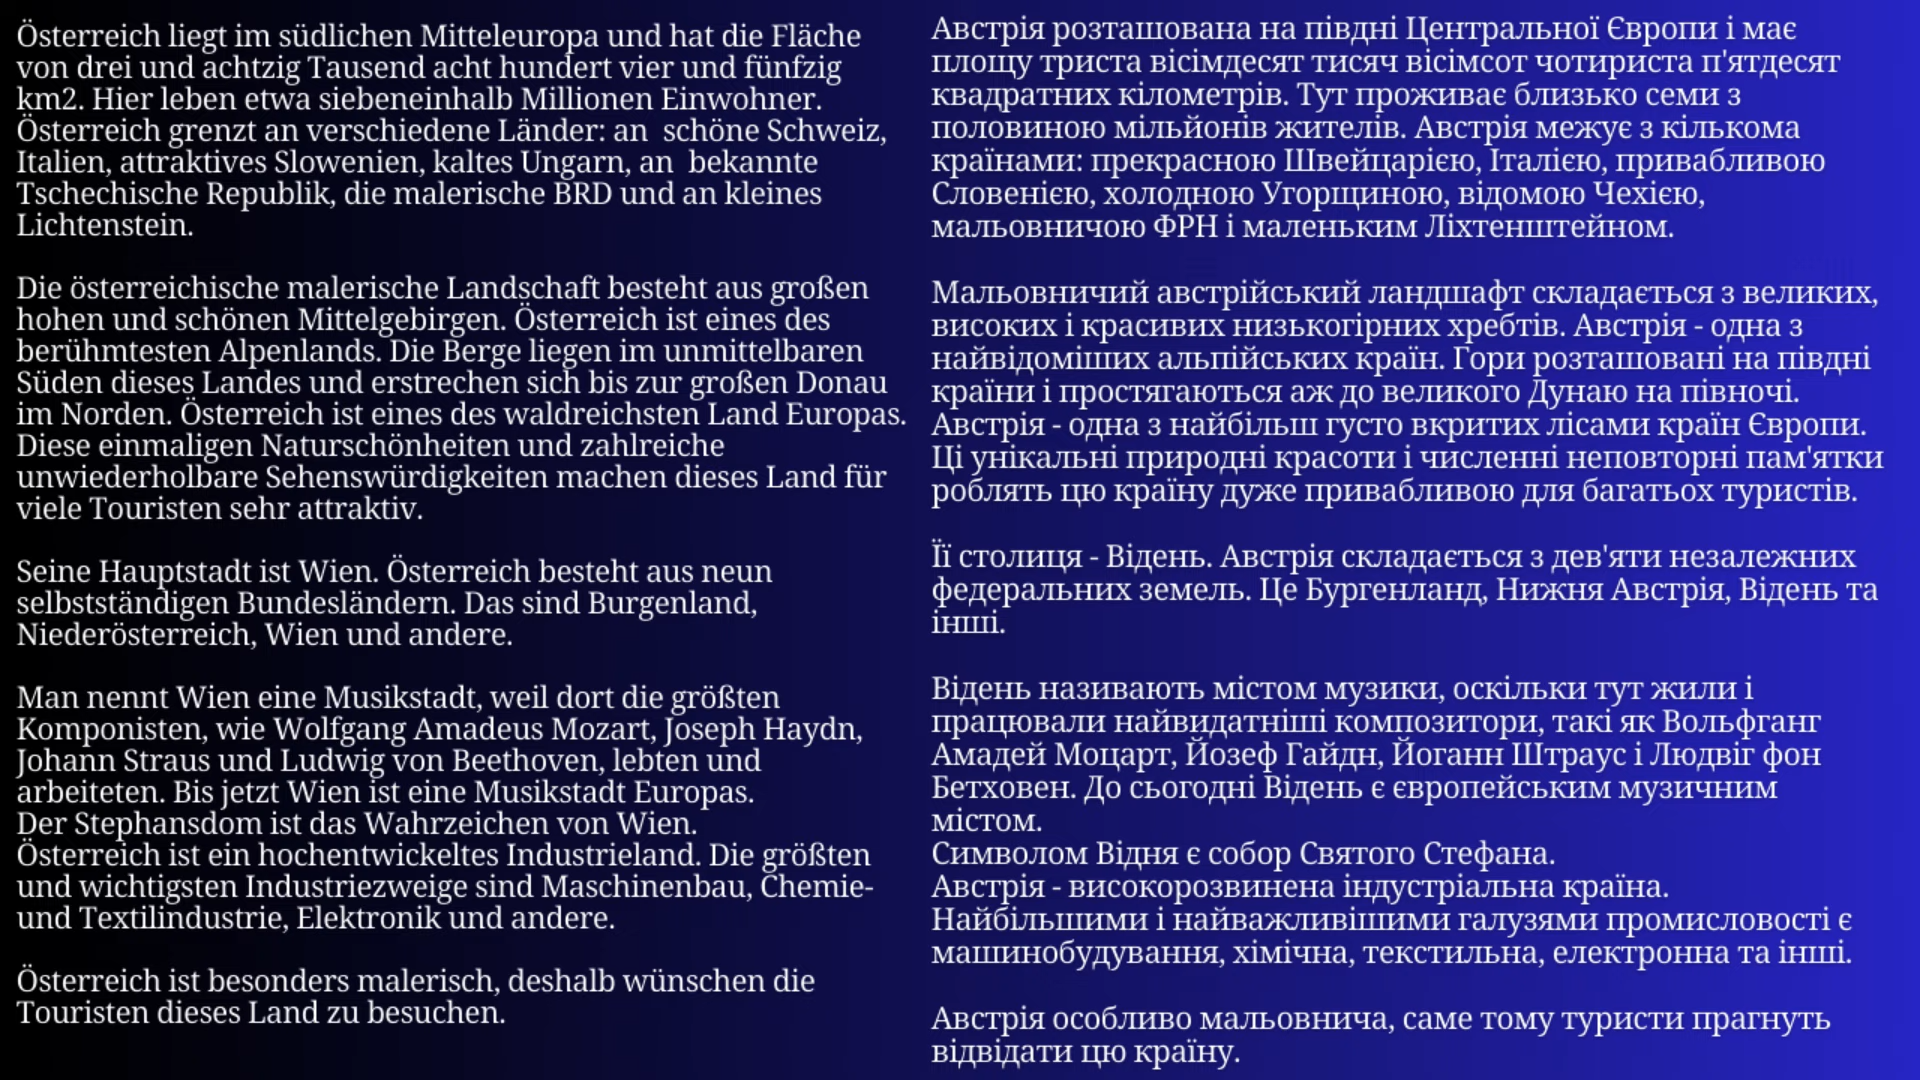 Österreich liegt im südlichen Mitteleuropa und hat die Fläche
von drei und achtzig Tausend acht hundert vier und fünfzig
km2. Hier leben etwa siebeneinhalb Millionen Einwohner.
Österreich grenzt an verschiedene Länder: an  schöne Schweiz,
Italien, attraktives Slowenien, kaltes Ungarn, an  bekannte
Tschechische Republik, die malerische BRD und an kleines
Lichtenstein.
Die österreichische malerische Landschaft besteht aus großen
hohen und schönen Mittelgebirgen. Österreich ist eines des
berühmtesten Alpenlands. Die Berge liegen im unmittelbaren
Süden dieses Landes und erstrechen sich bis zur großen Donau
im Norden. Österreich ist eines des waldreichsten Land Europas.
Diese einmaligen Naturschönheiten und zahlreiche
unwiederholbare Sehenswürdigkeiten machen dieses Land für
viele Touristen sehr attraktiv.
Seine Hauptstadt ist Wien. Österreich besteht aus neun
selbstständigen Bundesländern. Das sind Burgenland,
Niederösterreich, Wien und andere.
Man nennt Wien eine Musikstadt, weil dort die größten
Komponisten, wie Wolfgang Amadeus Mozart, Joseph Haydn,
Johann Straus und Ludwig von Beethoven, lebten und
arbeiteten. Bis jetzt Wien ist eine Musikstadt Europas.
Der Stephansdom ist das Wahrzeichen von Wien.
Österreich ist ein hochentwickeltes Industrieland. Die größten
und wichtigsten Industriezweige sind Maschinenbau, Chemie-
und Textilindustrie, Elektronik und andere.
Österreich ist besonders malerisch, deshalb wünschen die
Touristen dieses Land zu besuchen.
Австрія розташована на півдні Центральної Європи і має
площу триста вісімдесят тисяч вісімсот чотириста п'ятдесят
квадратних кілометрів. Тут проживає близько семи з
половиною мільйонів жителів. Австрія межує з кількома
країнами: прекрасною Швейцарією, Італією, привабливою
Словенією, холодною Угорщиною, відомою Чехією,
мальовничою ФРН і маленьким Ліхтенштейном.
Мальовничий австрійський ландшафт складається з великих,
високих і красивих низькогірних хребтів. Австрія - одна з
найвідоміших альпійських країн. Гори розташовані на півдні
країни і простягаються аж до великого Дунаю на півночі.
Австрія - одна з найбільш густо вкритих лісами країн Європи.
Ці унікальні природні красоти і численні неповторні пам'ятки
роблять цю країну дуже привабливою для багатьох туристів.
Її столиця - Відень. Австрія складається з дев'яти незалежних
федеральних земель. Це Бургенланд, Нижня Австрія, Відень та
інші.
Відень називають містом музики, оскільки тут жили і
працювали найвидатніші композитори, такі як Вольфганг
Амадей Моцарт, Йозеф Гайдн, Йоганн Штраус і Людвіг фон
Бетховен. До сьогодні Відень є європейським музичним
містом.
Символом Відня є собор Святого Стефана.
Австрія - високорозвинена індустріальна країна.
Найбільшими і найважливішими галузями промисловості є
машинобудування, хімічна, текстильна, електронна та інші.
Австрія особливо мальовнича, саме тому туристи прагнуть
відвідати цю країну.